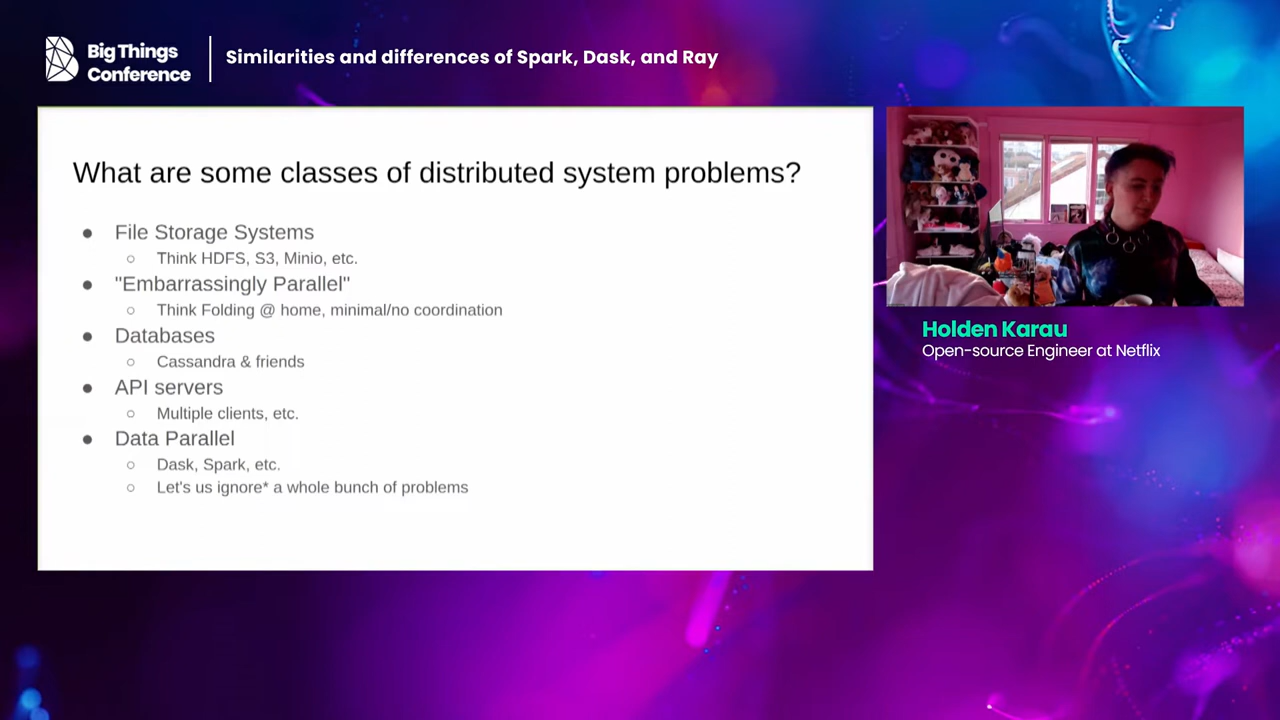 Big Things
Conference
Similarities and differences of Spark, Dask, and Ray
What are some classes of distributed system problems?
● File Storage Systems
○ Think HDFS, S3, Minio, etc.
● "Embarrassingly Parallel"
○ Think Folding @ home, minimal/no coordination
● Databases
○ Cassandra & friends
● API servers
○ Multiple clients, etc.
● Data Parallel
○ Dask, Spark, etc.
○ Let's us ignore* a whole bunch of problems
Holden Karau
Open-source Engineer at Netflix